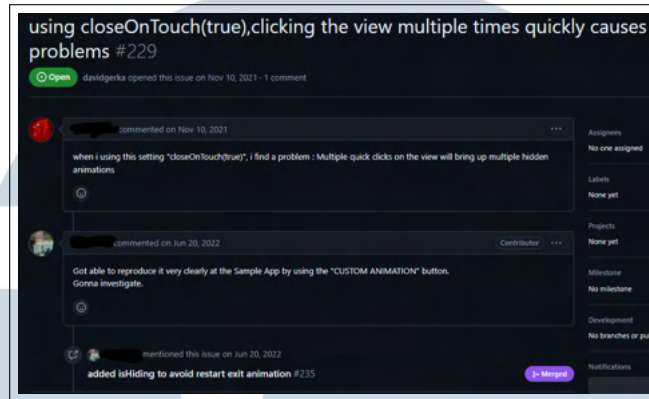 using closeOnTouch(true),clicking the view multiple times quickly causes
problems #229
Open davidgerka opened this issue on Nov 10, 2021 · 1 comment
commented on Nov 10, 2021
Assignees
No one assigned
when i using this setting "closeOnTouch(true)", i find a problem : Multiple quick clicks on the view will bring up multiple hidden
animations
Labels
None yet
Projects
None yet
commented on Jun 20, 2022 Contributor
Got able to reproduce it very clearly at the Sample App by using the "CUSTOM ANIMATION" button.
Gonna investigate.
Milestone
No milestone
Development
No branches or pu
mentioned this issue on Jun 20, 2022
added isHiding to avoid restart exit animation #235
Merged
Notifications